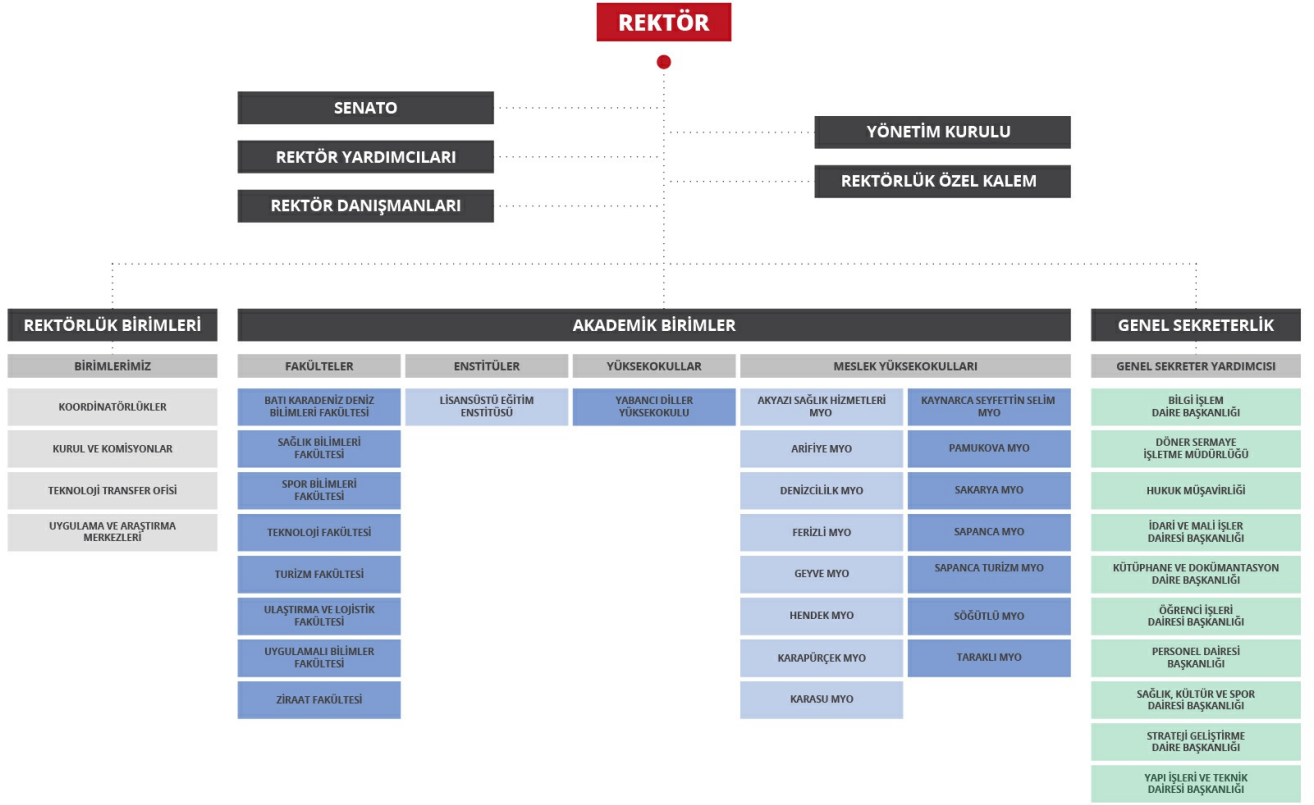 REKTÖR
SENATO
REKTÖR YARDIMCILARI
REKTÖR DANIŞMANLARI
YÖNETİM KURULU
REKTÖRLÜK ÖZEL KALEM
REKTÖRLÜK BİRİMLERİ
BİRİMLERİMİZ
KOORDİNATÖRLÜKLER
KURUL VE KOMİSYONLAR
TEKNOLOJİ TRANSFER OFİSİ
UYGULAMA VE ARAŞTIRMA
MERKEZLERİ
AKADEMİK BİRİMLER
FAKÜLTELER
BATI KARADENİZ DENİZ
BİLİMLERİ FAKÜLTESİ
SAĞLIK BİLİMLERİ
FAKÜLTESİ
SPOR BİLİMLERİ
FAKÜLTESİ
TEKNOLOJİ FAKÜLTESİ
TURİZM FAKÜLTESİ
ULAŞTIRMA VE LOJİSTİK
FAKÜLTESİ
UYGULAMALI BİLİMLER
FAKÜLTESİ
ZİRAAT FAKÜLTESİ
ENSTİTÜLER
LİSANSÜSTÜ EĞİTİM
ENSTİTÜSÜ
YÜKSEKOKULLAR
YABANCI DİLLER
YÜKSEKOKULU
MESLEK YÜKSEKOKULLARI
AKYAZI SAĞLIK HİZMETLERİ
MYO
ARİFİYE MYO
DENİZCİLİLK MYO
FERİZLİ MYO
GEYVE MYO
HENDEK MYO
KARAPÜRÇEK MYO
KARASU MYO
KAYNARCA SEYFETTİN SELİM
MYO
PAMUKOVA MYO
SAKARYA MYO
SAPANCA MYO
SAPANCA TURİZM MYO
SÖĞÜTLÜ MYO
TARAKLI MYO
GENEL SEKRETERLİK
GENEL SEKRETER YARDIMCISI
BİLGİ İŞLEM
DAİRE BAŞKANLIĞI
DÖNER SERMAYE
İŞLETME MÜDÜRLÜĞÜ
HUKUK MÜŞAVİRLİĞİ
İDARİ VE MALİ İŞLER
DAİRESİ BAŞKANLIĞI
KÜTÜPHANE VE DOKÜMANTASYON
DAİRE BAŞKANLIĞI
ÖĞRENCİ İŞLERİ
DAİRESİ BAŞKANLIĞI
PERSONEL DAİRESİ
BAŞKANLIĞI
SAĞLIK, KÜLTÜR VE SPOR
DAİRESİ BAŞKANLIĞI
STRATEJİ GELİŞTİRME
DAİRE BAŞKANLIĞI
YAPI İŞLERİ VE TEKNİK
DAİRESİ BAŞKANLIĞI